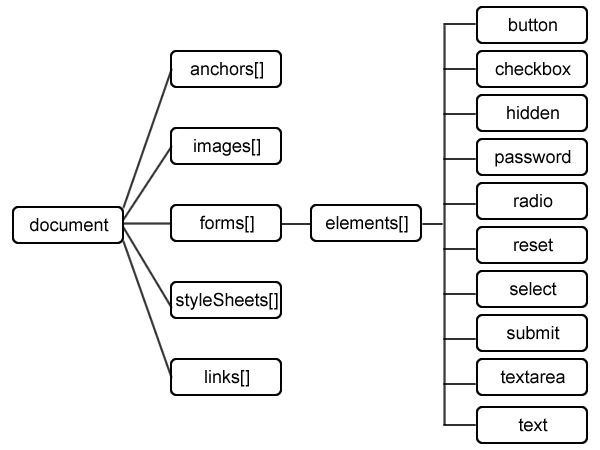 document
anchors[]
images[]
forms[]
styleSheets[]
links[]
elements[]
button
checkbox
hidden
password
radio
reset
select
submit
textarea
text